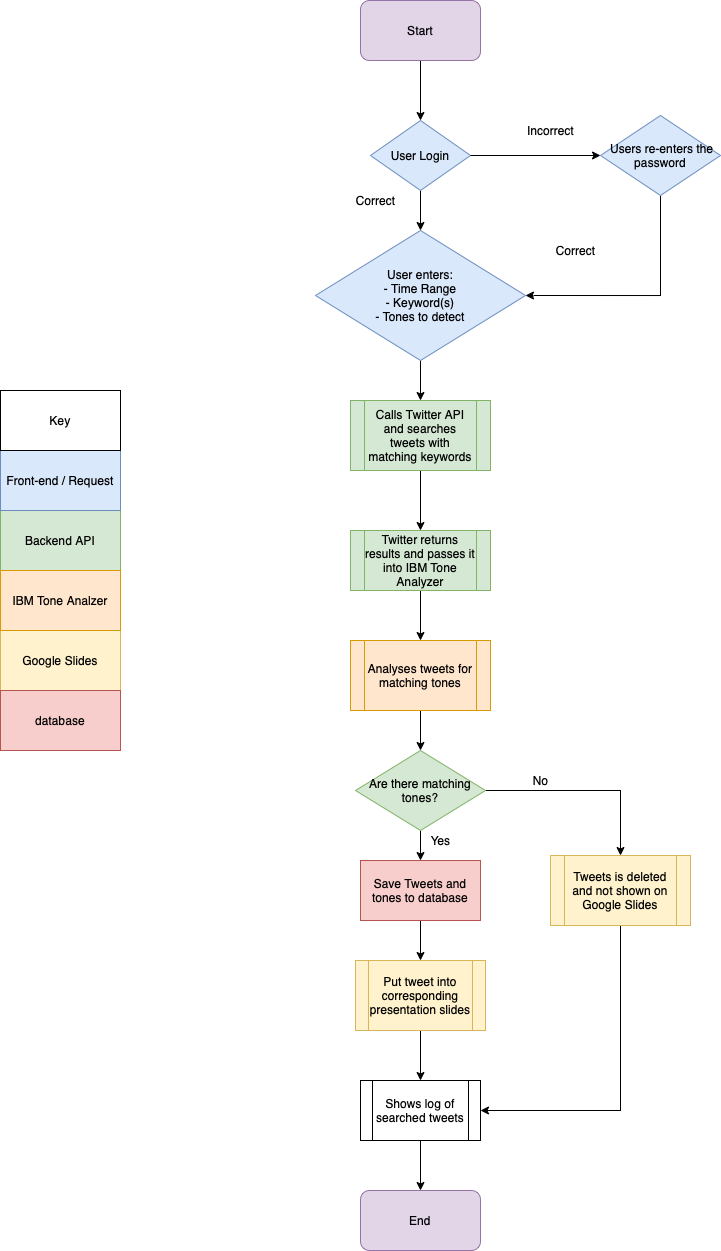 Start
User Login
Incorrect
Users re-enters the
password
Correct
Correct
User enters:
- Time Range
- Keyword(s)
- Tones to detect
Key
Front-end / Request
Backend API
IBM Tone Analzer
Google Slides
database
Calls Twitter API
and searches
tweets with
matching keywords
Twitter returns
results and passes it
into IBM Tone
Analyzer
Analyses tweets for
matching tones
Are there matching
tones?
No
Yes
Save Tweets and
tones to database
Tweets is deleted
and not shown on
Google Slides
Put tweet into
corresponding
presentation slides
Shows log of
searched tweets
End